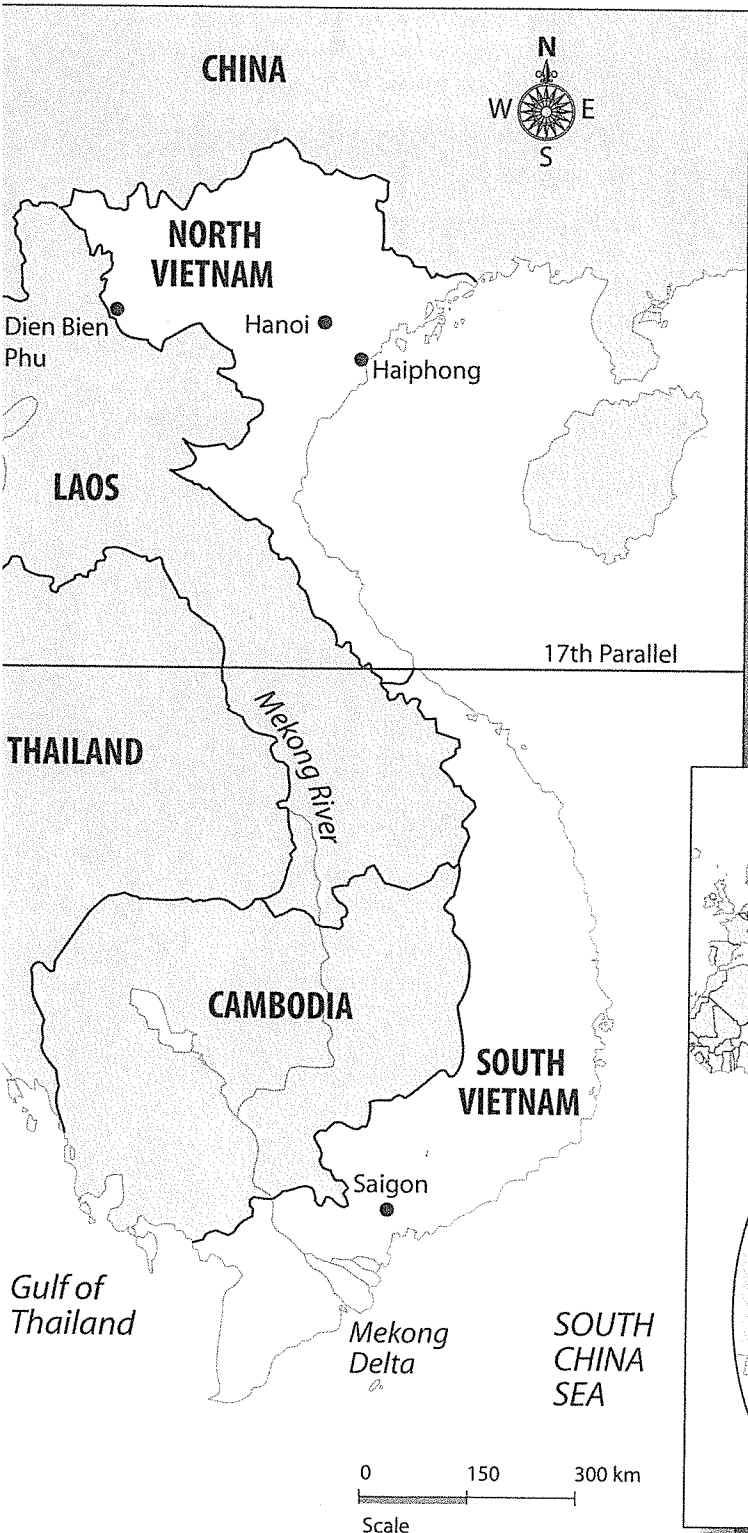 N
CHINA
W E
S
NORTH
VIETNAM
Dien Bien
Phu
Hanoi
Haiphong
LAOS
17th Parallel
Mekong River
THAILAND
CAMBODIA
SOUTH
VIETNAM
Saigon
Gulf of
Thailand
Mekong
Delta
SOUTH
CHINA
SEA
0 150 300 km
Scale